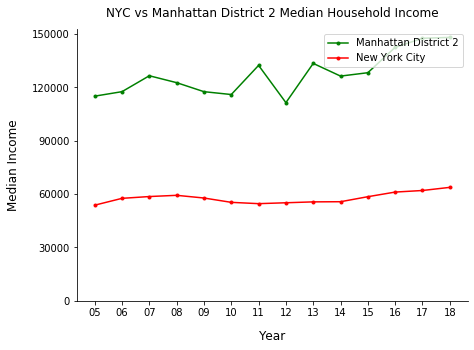 NYC vs Manhattan District 2 Median Household Income
150000
120000
90000
60000
30000
0
Median Income
Manhattan District 2
New York City
05 06 07 08 09 10 11 12 13 14 15 16 17 18
Year